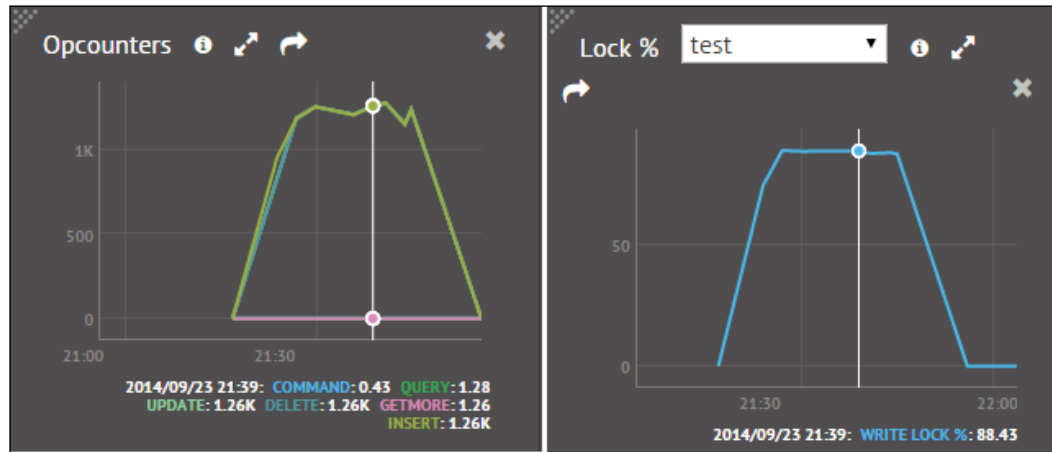 Opcounters
1K
500
0
21:00 21:30
2014/09/23 21:39: COMMAND: 0.43 QUERY: 1.28
UPDATE: 1.26K DELETE: 1.26K GETMORE: 1.26
INSERT: 1.26K
Lock % test
50
0
21:30 22:00
2014/09/23 21:39: WRITE LOCK %: 88.43